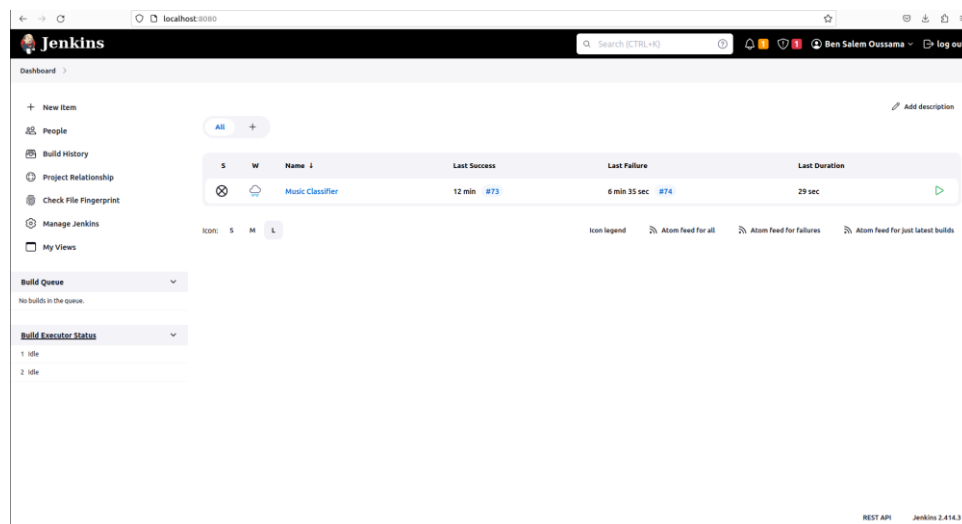 localhost:8080
Jenkins
Search (CTRL+K)
1
1
Ben Salem Oussama
log ou
Dashboard
New Item
People
Build History
Project Relationship
Check File Fingerprint
Manage Jenkins
My Views
Add description
All +
S W Name ↓ Last Success Last Failure Last Duration
Music Classifier 12 min #73 6 min 35 sec #74 29 sec
Icon: S M L
Icon legend Atom feed for all Atom feed for failures Atom feed for just latest builds
Build Queue
No builds in the queue.
Build Executor Status
1 Idle
2 Idle
REST API Jenkins 2.414.3